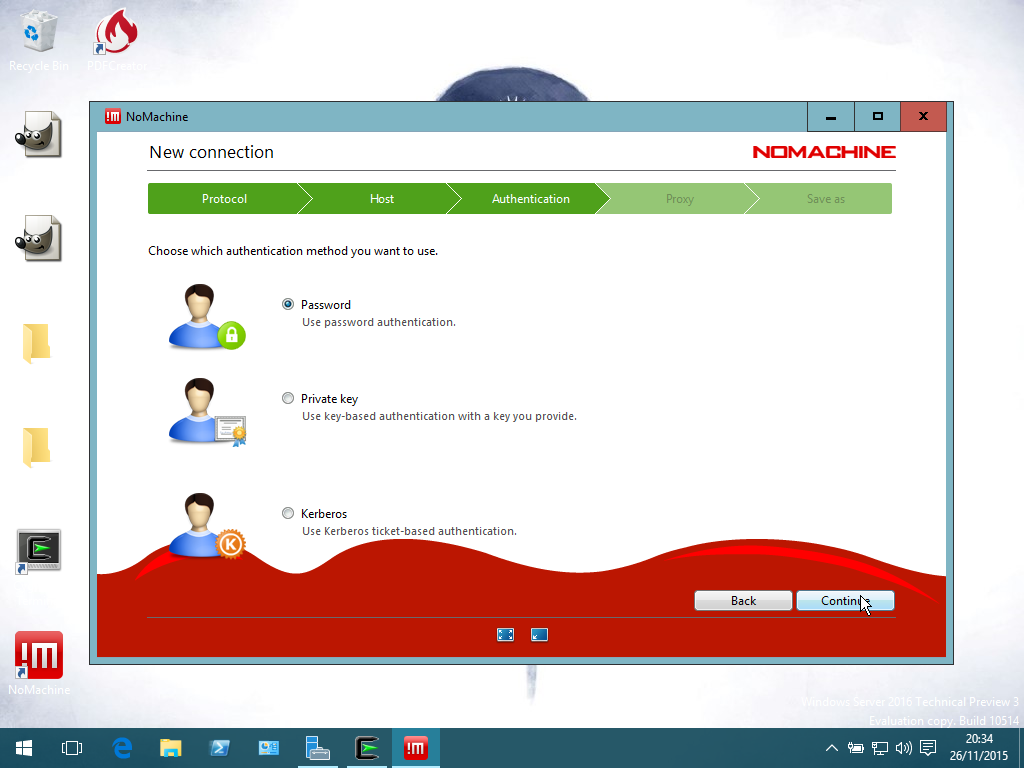 Recycle Bin
PDFCreator
!M NoMachine
New connection
NOMACHINE
Protocol
Host
Authentication
Proxy
Save as
Choose which authentication method you want to use.
Password
Use password authentication.
Private key
Use key-based authentication with a key you provide.
Kerberos
Use Kerberos ticket-based authentication.
K
Back
Continue
!M
NoMachine
Windows Server 2016 Technical Preview 3
Evaluation copy. Build 10514
!M
20:34
26/11/2015